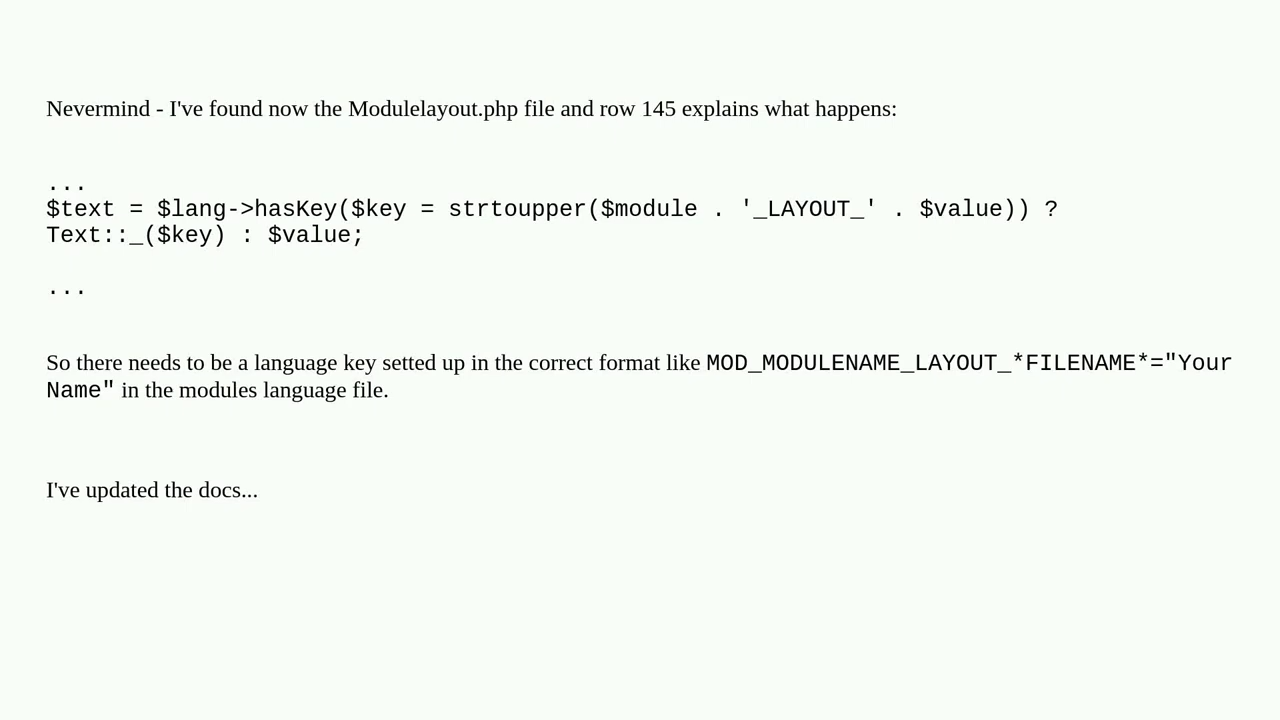 Nevermind - I've found now the Modulelayout.php file and row 145 explains what happens:
...
$text = $lang->hasKey($key = strtoupper($module . '_LAYOUT_' . $value)) ?
Text::_($key) : $value;
...
So there needs to be a language key setted up in the correct format like MOD_MODULENAME_LAYOUT_*FILENAME*="Your
Name" in the modules language file.
I've updated the docs...